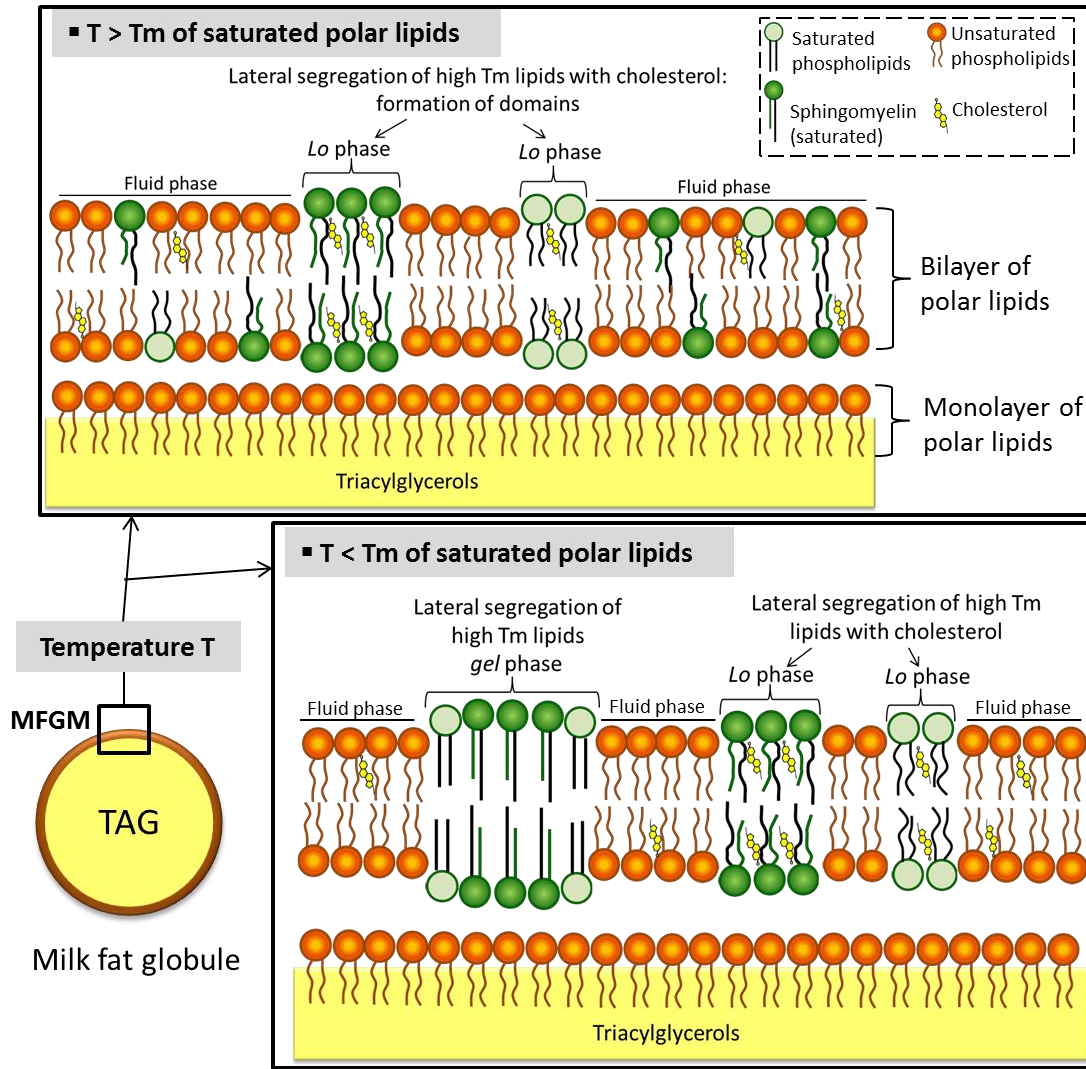 ▪ T > Tm of saturated polar lipids
Saturated
phospholipids
Unsaturated
phospholipids
Sphingomyelin
(saturated)
Cholesterol
Lateral segregation of high Tm lipids with cholesterol:
formation of domains
Lo phase
Lo phase
Fluid phase
Fluid phase
Bilayer of
polar lipids
Monolayer of
polar lipids
Triacylglycerols
▪ T < Tm of saturated polar lipids
Lateral segregation of
high Tm lipids
gel phase
Lateral segregation of high Tm
lipids with cholesterol
Lo phase
Lo phase
Fluid phase
Fluid phase
Fluid phase
Triacylglycerols
Temperature T
MFGM
TAG
Milk fat globule